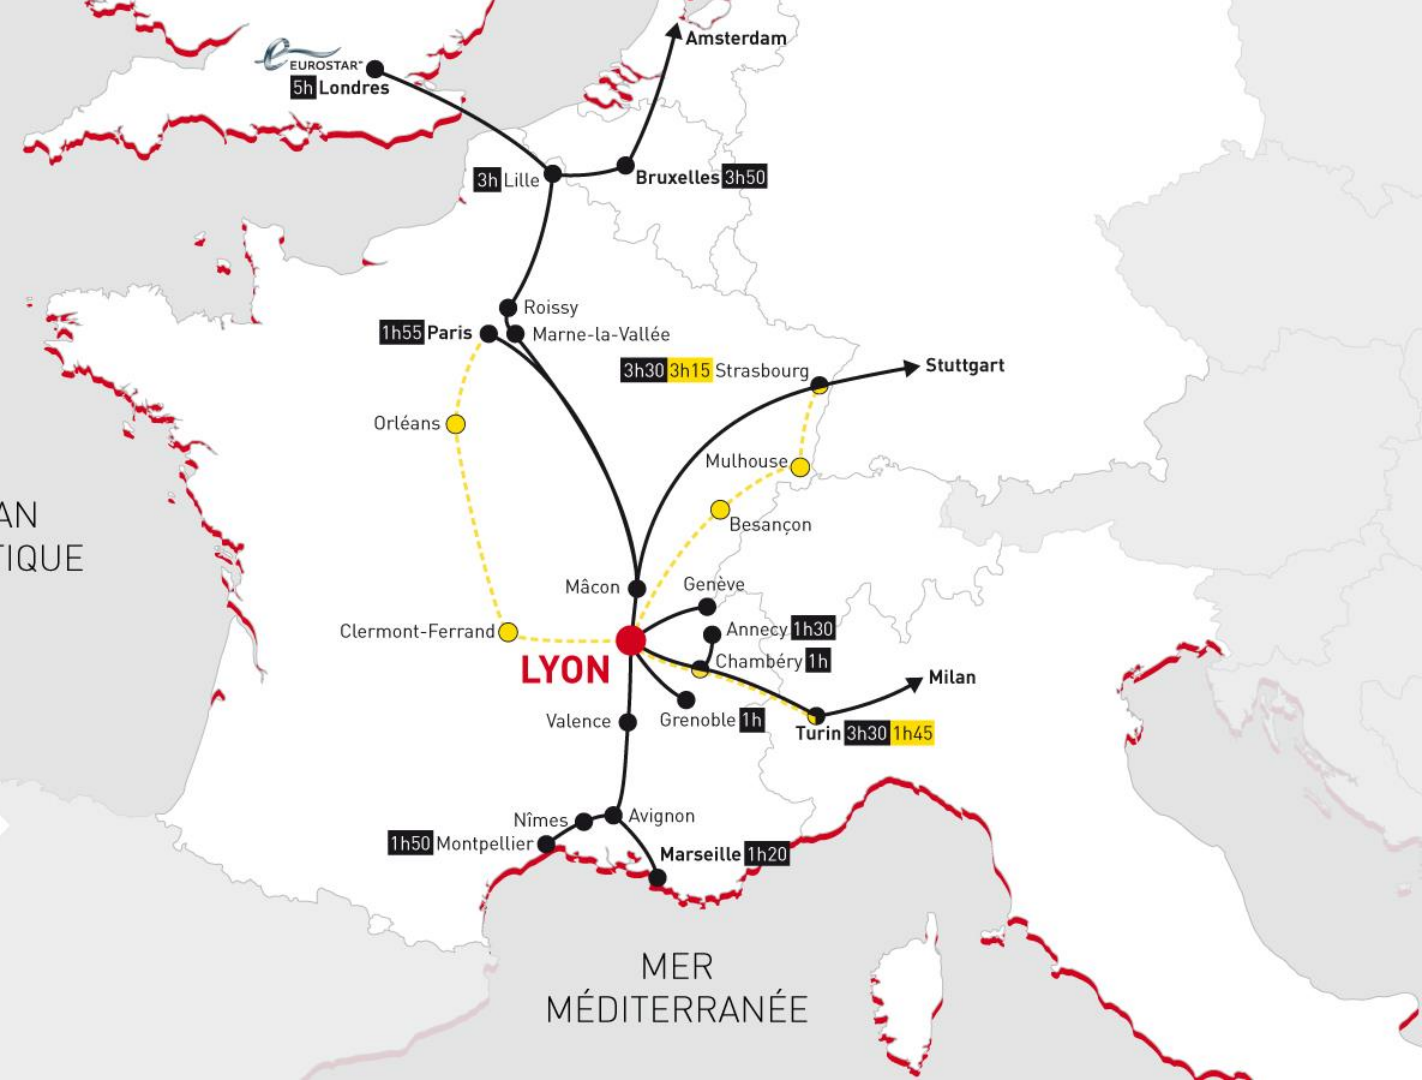 Amsterdam
EUROSTAR™
5h Londres
3h Lille
Bruxelles 3h50
Roissy
1h55 Paris
Marne-la-Vallée
3h30 3h15 Strasbourg
Stuttgart
Orléans
Mulhouse
Besançon
AN
TIQUE
Mâcon
Genève
Clermont-Ferrand
Annecy 1h30
LYON
Chambéry 1h
Milan
Valence
Grenoble 1h
Turin 3h30 1h45
Nîmes
Avignon
1h50 Montpellier
Marseille 1h20
MER
MÉDITERRANÉE